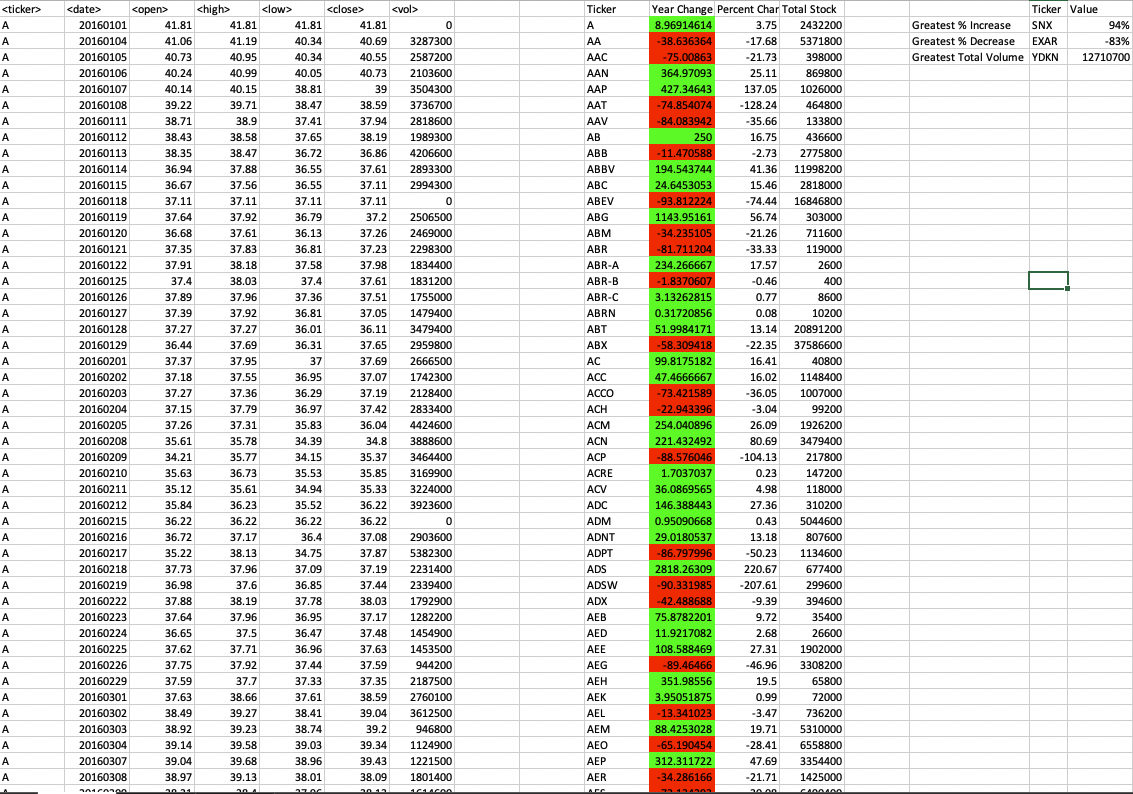 <ticker> <date> <open> <high> <low> <close> <vol> Ticker Year Change Percent Char Total Stock Ticker Value
A 20160101 41.81 41.81 41.81 41.81 0 A 8.96914614 3.75 2432200 Greatest % Increase SNX 94%
A 20160104 41.06 41.19 40.34 40.69 3287300 AA -38.636364 -17.68 5371800 Greatest % Decrease EXAR -83%
A 20160105 40.73 40.95 40.34 40.55 2587200 AAC -75.00863 -21.73 398000 Greatest Total Volume YDKN 12710700
A 20160106 40.24 40.99 40.05 40.73 2103600 AAN 364.97093 25.11 869800
A 20160107 40.14 40.15 38.81 39 3504300 AAP 427.34643 137.05 1026000
A 20160108 39.22 39.71 38.47 38.59 3736700 AAT -74.854074 -128.24 464800
A 20160111 38.71 38.9 37.41 37.94 2818600 AAV -84.083942 -35.66 133800
A 20160112 38.43 38.58 37.65 38.19 1989300 AB 250 16.75 436600
A 20160113 38.35 38.47 36.72 36.86 4206600 ABB -11.470588 -2.73 2775800
A 20160114 36.94 37.88 36.55 37.61 2893300 ABBV 194.543744 41.36 11998200
A 20160115 36.67 37.56 36.55 37.11 2994300 ABC 24.6453053 15.46 2818000
A 20160118 37.11 37.11 37.11 37.11 0 ABEV -93.812224 -74.44 16846800
A 20160119 37.64 37.92 36.79 37.2 2506500 ABG 1143.95161 56.74 303000
A 20160120 36.68 37.61 36.13 37.26 2469000 ABM -34.235105 -21.26 711600
A 20160121 37.35 37.83 36.81 37.23 2298300 ABR -81.711204 -33.33 119000
A 20160122 37.91 38.18 37.58 37.98 1834400 ABR-A 234.266667 17.57 2600
A 20160125 37.4 38.03 37.4 37.61 1831200 ABR-B -1.8370607 -0.46 400
A 20160126 37.89 37.96 37.36 37.51 1755000 ABR-C 3.13262815 0.77 8600
A 20160127 37.39 37.92 36.81 37.05 1479400 ABRN 0.31720856 0.08 10200
A 20160128 37.27 37.27 36.01 36.11 3479400 ABT 51.9984171 13.14 20891200
A 20160129 36.44 37.69 36.31 37.65 2959800 ABX -58.309418 -22.35 37586600
A 20160201 37.37 37.95 37 37.69 2666500 AC 99.8175182 16.41 40800
A 20160202 37.18 37.55 36.95 37.07 1742300 ACC 47.4666667 16.02 1148400
A 20160203 37.27 37.36 36.29 37.19 2128400 ACCO -73.421589 -36.05 1007000
A 20160204 37.15 37.79 36.97 37.42 2833400 ACH -22.943396 -3.04 99200
A 20160205 37.26 37.31 35.83 36.04 4424600 ACM 254.040896 26.09 1926200
A 20160208 35.61 35.78 34.39 34.8 3888600 ACN 221.432492 80.69 3479400
A 20160209 34.21 35.77 34.15 35.37 3464400 ACP -88.576046 -104.13 217800
A 20160210 35.63 36.73 35.53 35.85 3169900 ACRE 1.7037037 0.23 147200
A 20160211 35.12 35.61 34.94 35.33 3224000 ACV 36.0869565 4.98 118000
A 20160212 35.84 36.23 35.52 36.22 3923600 ADC 146.388443 27.36 310200
A 20160215 36.22 36.22 36.22 36.22 0 ADM 0.95090668 0.43 5044600
A 20160216 36.72 37.17 36.4 37.08 2903600 ADNT 29.0180537 13.18 807600
A 20160217 35.22 38.13 34.75 37.87 5382300 ADPT -86.797996 -50.23 1134600
A 20160218 37.73 37.96 37.09 37.19 2231400 ADS 2818.26309 220.67 677400
A 20160219 36.98 37.6 36.85 37.44 2339400 ADSW -90.331985 -207.61 299600
A 20160222 37.88 38.19 37.78 38.03 1792900 ADX -42.488688 -9.39 394600
A 20160223 37.64 37.96 36.95 37.17 1282200 AEB 75.8782201 9.72 35400
A 20160224 36.65 37.5 36.47 37.48 1454900 AED 11.9217082 2.68 26600
A 20160225 37.62 37.71 36.96 37.63 1453500 AEE 108.588469 27.31 1902000
A 20160226 37.75 37.92 37.44 37.59 944200 AEG -89.46466 -46.96 3308200
A 20160229 37.59 37.7 37.33 37.35 2187500 AEH 351.98556 19.5 65800
A 20160301 37.63 38.66 37.61 38.59 2760100 AEK 3.95051875 0.99 72000
A 20160302 38.49 39.27 38.41 39.04 3612500 AEL -13.341023 -3.47 736200
A 20160303 38.92 39.23 38.74 39.2 946800 AEM 88.4253028 19.71 5310000
A 20160304 39.14 39.58 39.03 39.34 1124900 AEO -65.190454 -28.41 6558800
A 20160307 39.04 39.68 38.96 39.43 1221500 AEP 312.311722 47.69 3354400
A 20160308 38.97 39.13 38.01 38.09 1801400 AER -34.286166 -21.71 1425000